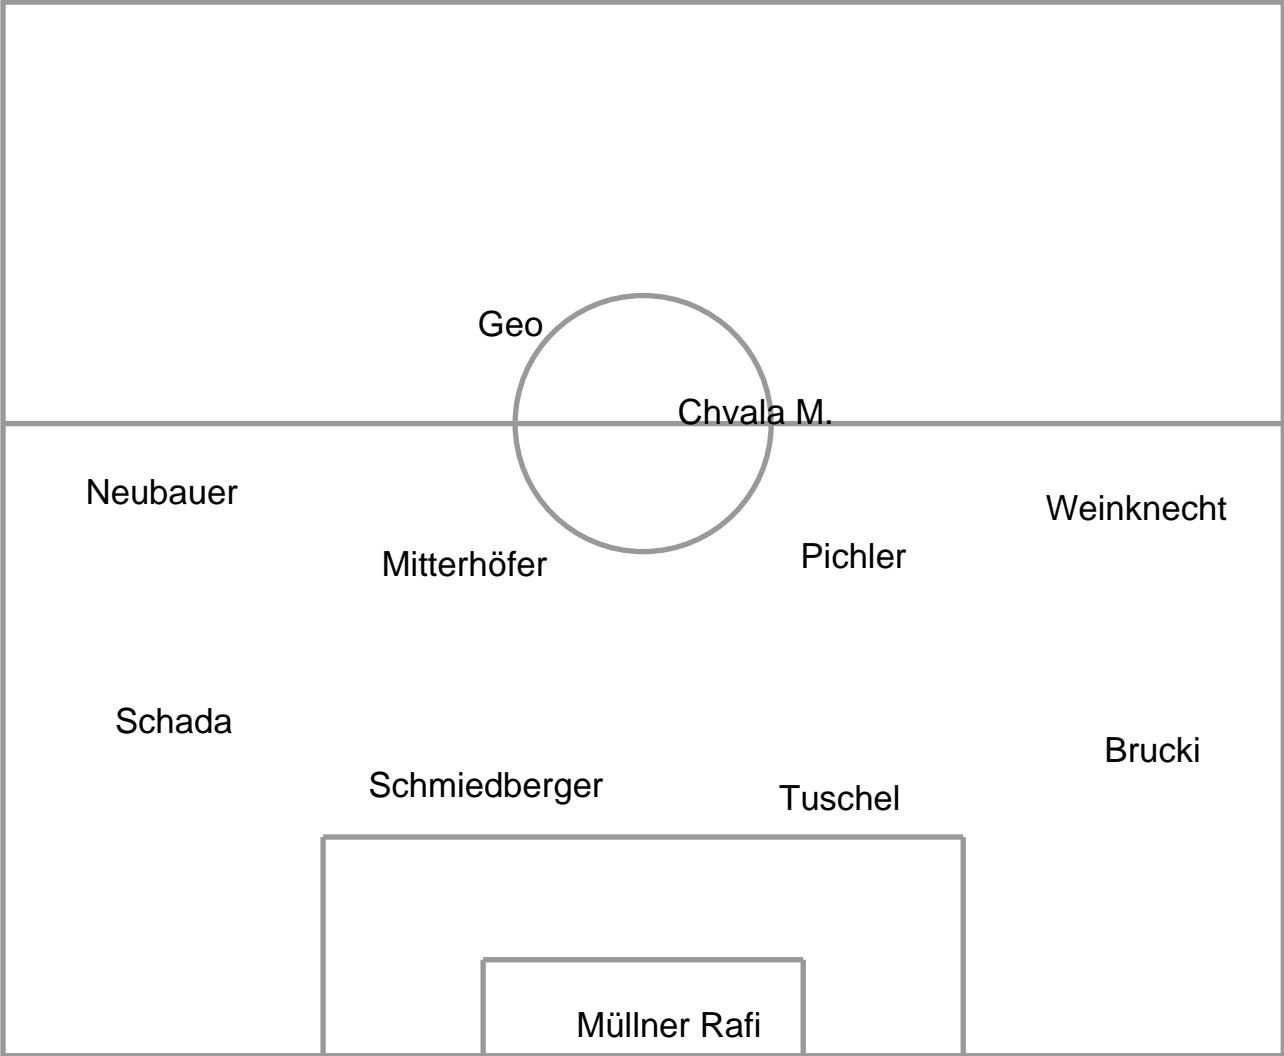 Geo
Chvala M.
Neubauer
Weinknecht
Mitterhöfer
Pichler
Schada
Brucki
Schmiedberger
Tuschel
Müllner Rafi